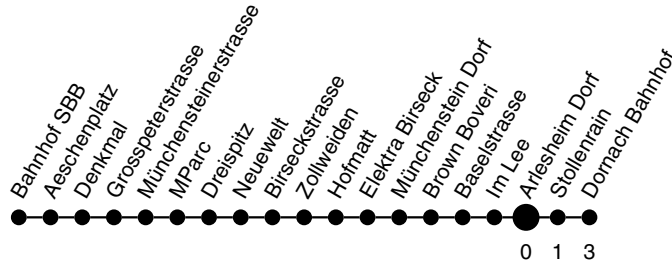 Bahnhof SBB
Aeschenplatz
Denkmal
Grosspeterstrasse
Münchensteinerstrasse
MParc
Dreispitz
Neuewelt
Birseckstrasse
Zollweiden
Hofmatt
Elektra Birseck
Münchenstein Dorf
Brown Boveri
Baselstrasse
Im Lee
Arlesheim Dorf
Stollenrain
Dornach Bahnhof
0 1 3